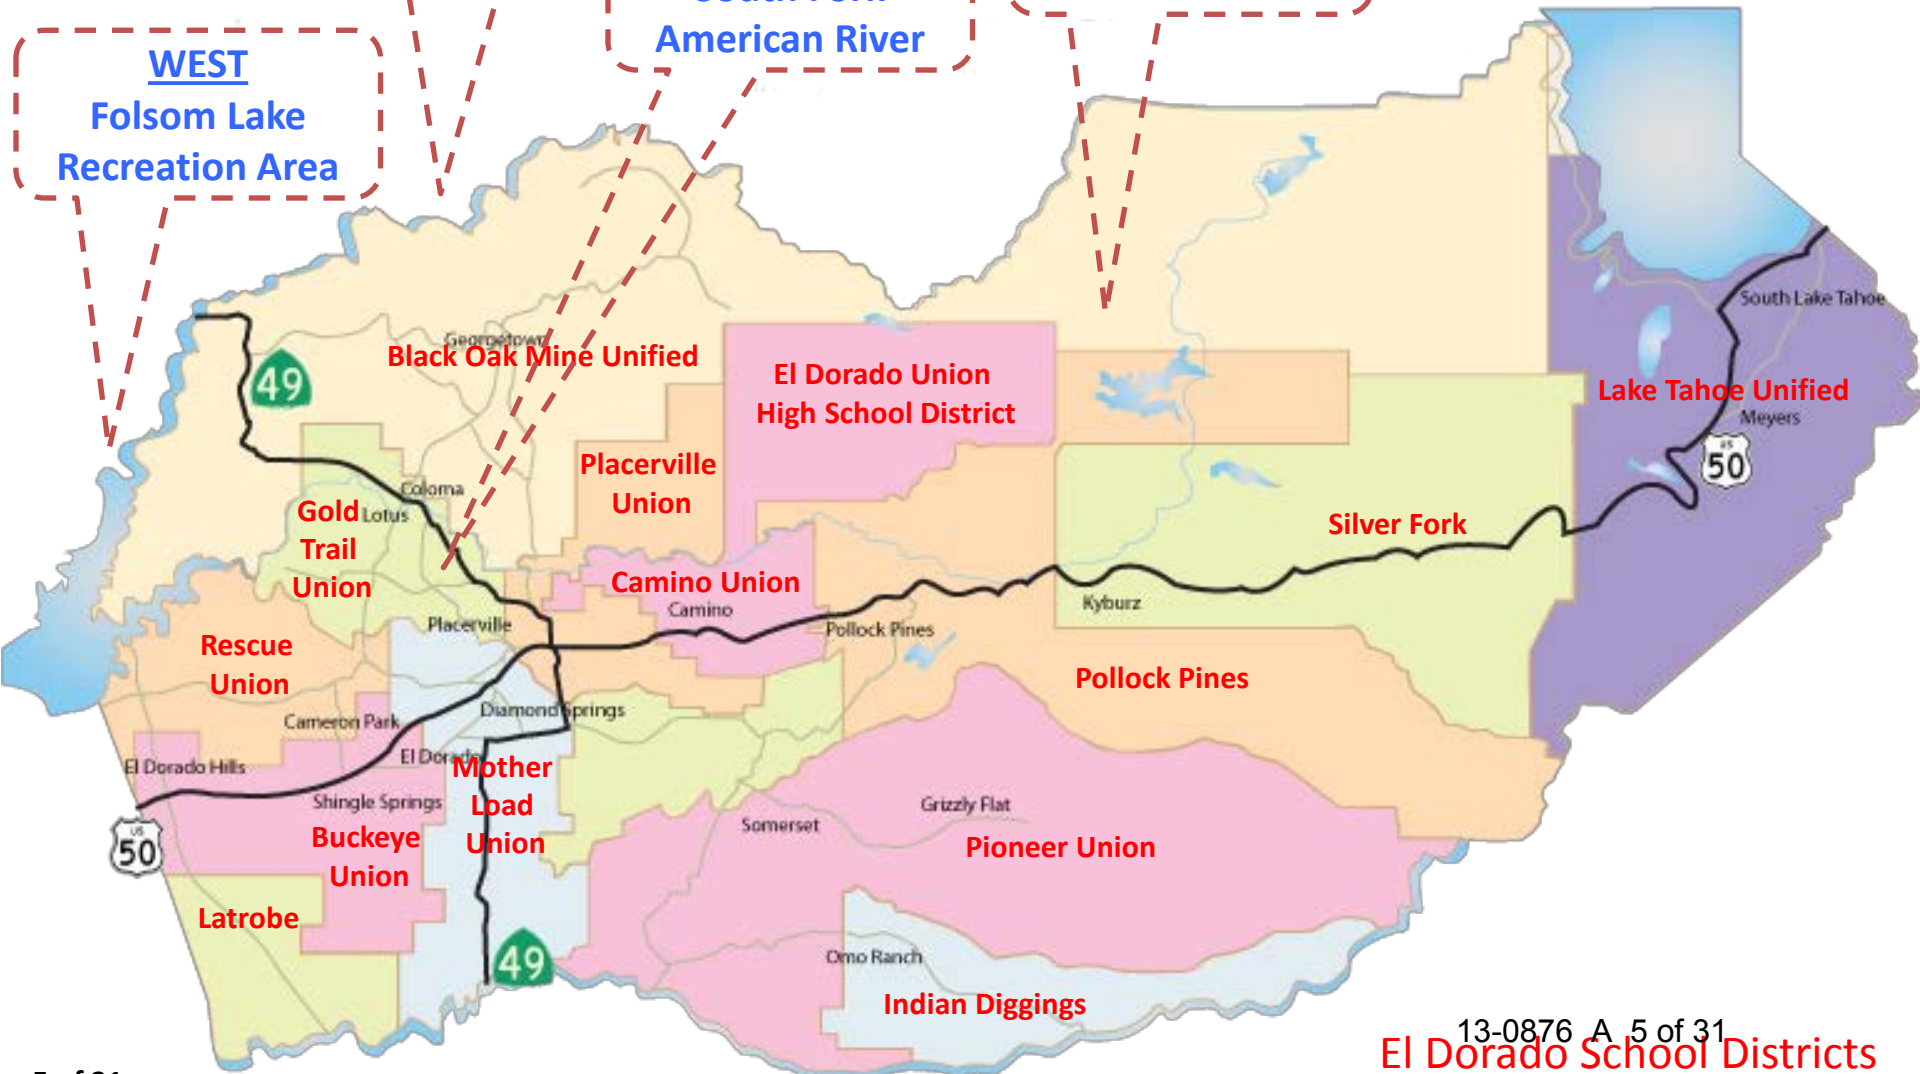 American River
WEST
Folsom Lake
Recreation Area
South Lake Tahoe
Georgetown
Black Oak Mine Unified
49
El Dorado Union
High School District
Lake Tahoe Unified
Meyers
US
50
Placerville
Union
Coloma
Lotus
Gold
Trail
Union
Silver Fork
Camino Union
Camino
Kyburz
Placerville
Pollock Pines
Rescue
Union
Pollock Pines
Cameron Park
Diamond Springs
El Dorado
El Dorado Hills
Mother
Load
Union
Shingle Springs
Buckeye
Union
US
50
Grizzly Flat
Somerset
Pioneer Union
Latrobe
49
Omo Ranch
Indian Diggings
13-0876 A 5 of 31
El Dorado School Districts